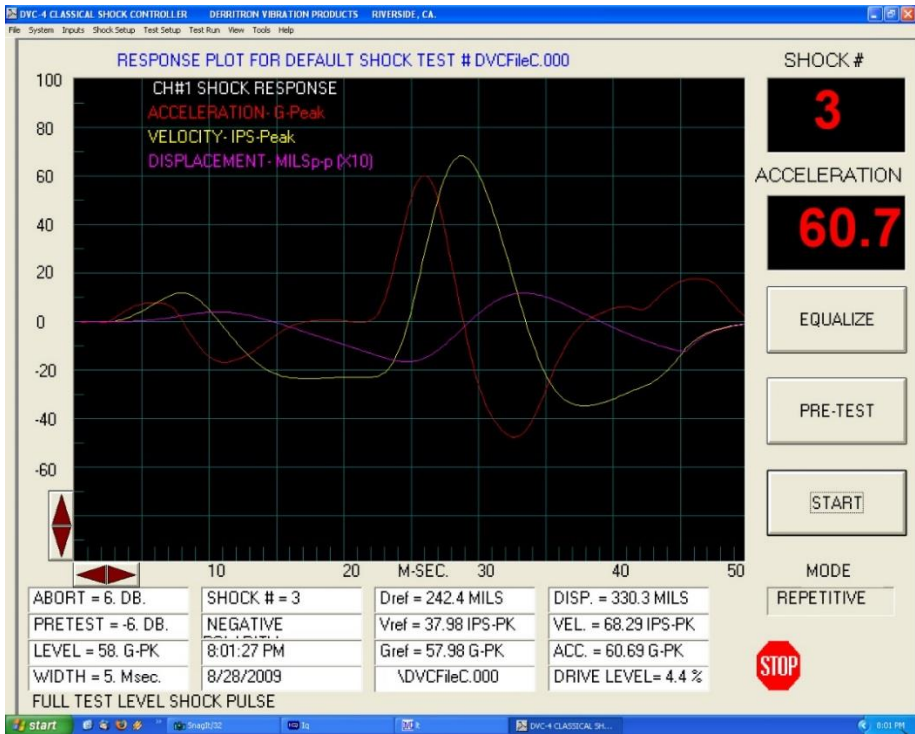 DVC-4 CLASSICAL SHOCK CONTROLLER DERRITRON VIBRATION PRODUCTS RIVERSIDE, CA.
File System Inputs Shock Setup Test Setup Test Run View Tools Help
RESPONSE PLOT FOR DEFAULT SHOCK TEST # DVCFileC.000
SHOCK #
3
ACCELERATION
60.7
CH#1 SHOCK RESPONSE
ACCELERATION- G-Peak
VELOCITY- IPS-Peak
DISPLACEMENT- MILSp-p (X10)
100
80
60
40
20
0
-20
-40
-60
10 20 M-SEC. 30 40 50
EQUALIZE
PRE-TEST
START
MODE
REPETITIVE
STOP
ABORT = 6. DB. SHOCK # = 3 Dref = 242.4 MILS DISP. = 330.3 MILS
PRETEST = -6. DB. NEGATIVE Vref = 37.98 IPS-PK VEL. = 68.29 IPS-PK
LEVEL = 58. G-PK 8:01:27 PM Gref = 57.98 G-PK ACC. = 60.69 G-PK
WIDTH = 5. Msec. 8/28/2009 \DVCFileC.000 DRIVE LEVEL= 4.4 %
FULL TEST LEVEL SHOCK PULSE
start SnagIt/32 DVC-4 CLASSICAL SH... 8:01 PM